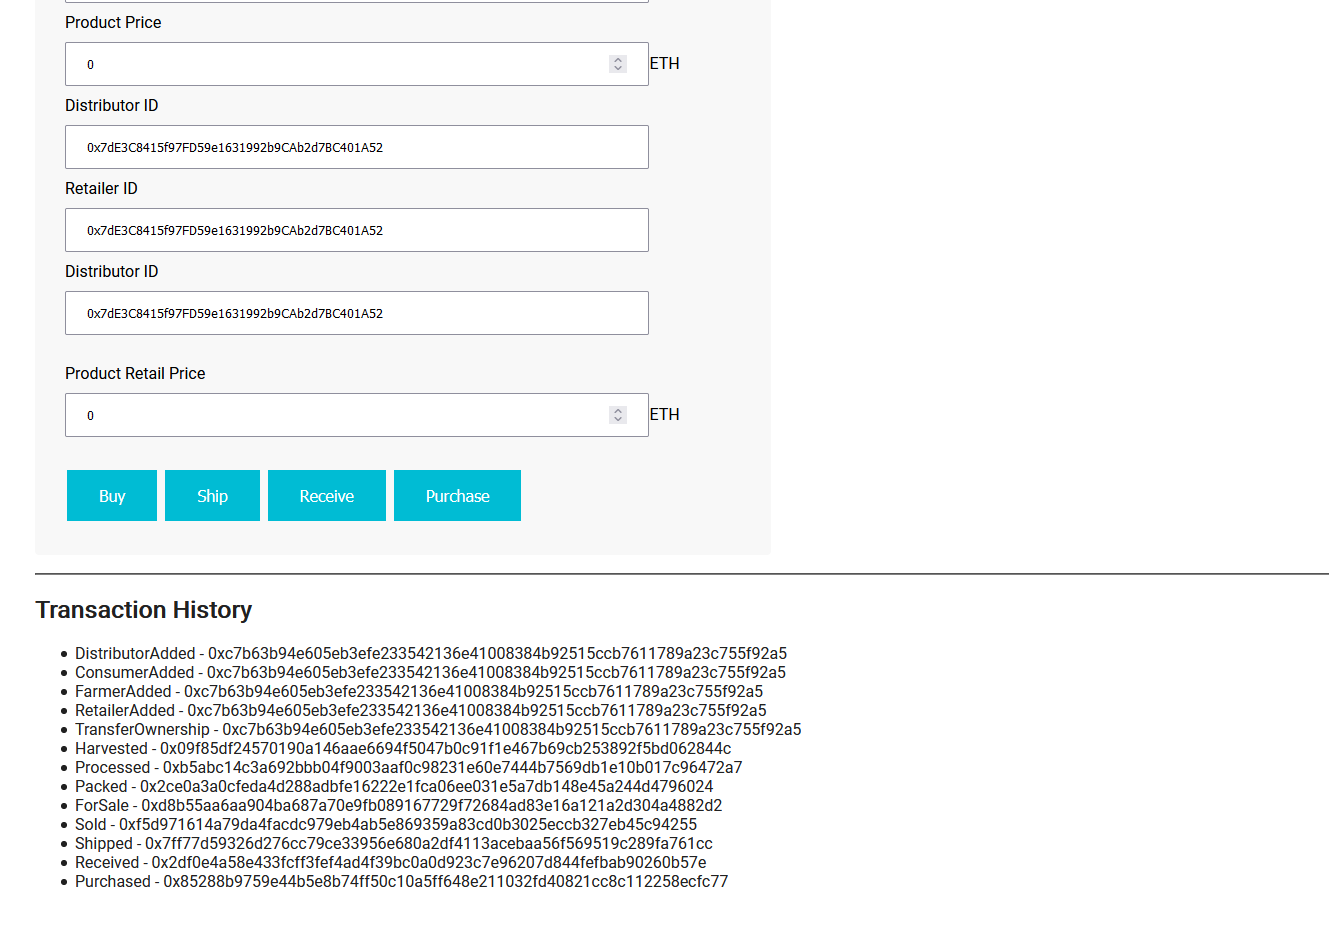 Product Price
0
ETH
Distributor ID
0x7dE3C8415f97FD59e1631992b9CAb2d7BC401A52
Retailer ID
0x7dE3C8415f97FD59e1631992b9CAb2d7BC401A52
Distributor ID
0x7dE3C8415f97FD59e1631992b9CAb2d7BC401A52
Product Retail Price
0
ETH
Buy
Ship
Receive
Purchase
Transaction History
DistributorAdded - 0xc7b63b94e605eb3efe233542136e41008384b92515ccb7611789a23c755f92a5
ConsumerAdded - 0xc7b63b94e605eb3efe233542136e41008384b92515ccb7611789a23c755f92a5
FarmerAdded - 0xc7b63b94e605eb3efe233542136e41008384b92515ccb7611789a23c755f92a5
RetailerAdded - 0xc7b63b94e605eb3efe233542136e41008384b92515ccb7611789a23c755f92a5
TransferOwnership - 0xc7b63b94e605eb3efe233542136e41008384b92515ccb7611789a23c755f92a5
Harvested - 0x09f85df24570190a146aae6694f5047b0c91f1e467b69cb253892f5bd062844c
Processed - 0xb5abc14c3a692bbb04f9003aaf0c98231e60e7444b7569db1e10b017c96472a7
Packed - 0x2ce0a3a0cfeda4d288adbfe16222e1fca06ee031e5a7db148e45a244d4796024
ForSale - 0xd8b55aa6aa904ba687a70e9fb089167729f72684ad83e16a121a2d304a4882d2
Sold - 0xf5d971614a79da4facdc979eb4ab5e869359a83cd0b3025eccb327eb45c94255
Shipped - 0x7ff77d59326d276cc79ce33956e680a2df4113acebaa56f569519c289fa761cc
Received - 0x2df0e4a58e433fcff3fef4ad4f39bc0a0d923c7e96207d844fefbab90260b57e
Purchased - 0x85288b9759e44b5e8b74ff50c10a5ff648e211032fd40821cc8c112258ecfc77